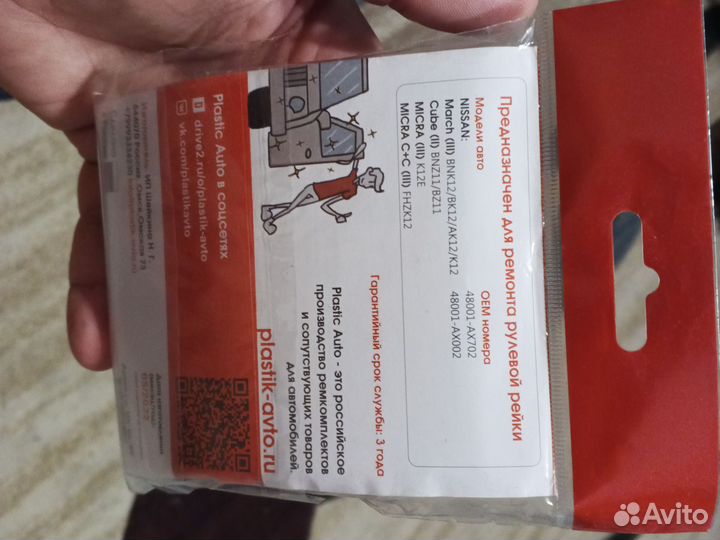 Предназначен для ремонта рулевой рейки
Модели авто
OEM номера
NISSAN:
48001-AX702
March (III) BNK12/BK12/AK12/K12
48001-AX002
Cube (II) BNZ11/BZ11
MICRA (III) K12E
MICRA C+C (III) FHZK12
Гарантийный срок службы: 3 года
Plastic Auto - это российское
производство ремкомплектов
и сопутствующих товаров
для автомобилей.
plastik-avto.ru
Plastic Auto в соцсетях
drive2.ru/o/plastik-avto
vk.com/plastikavto
Avito